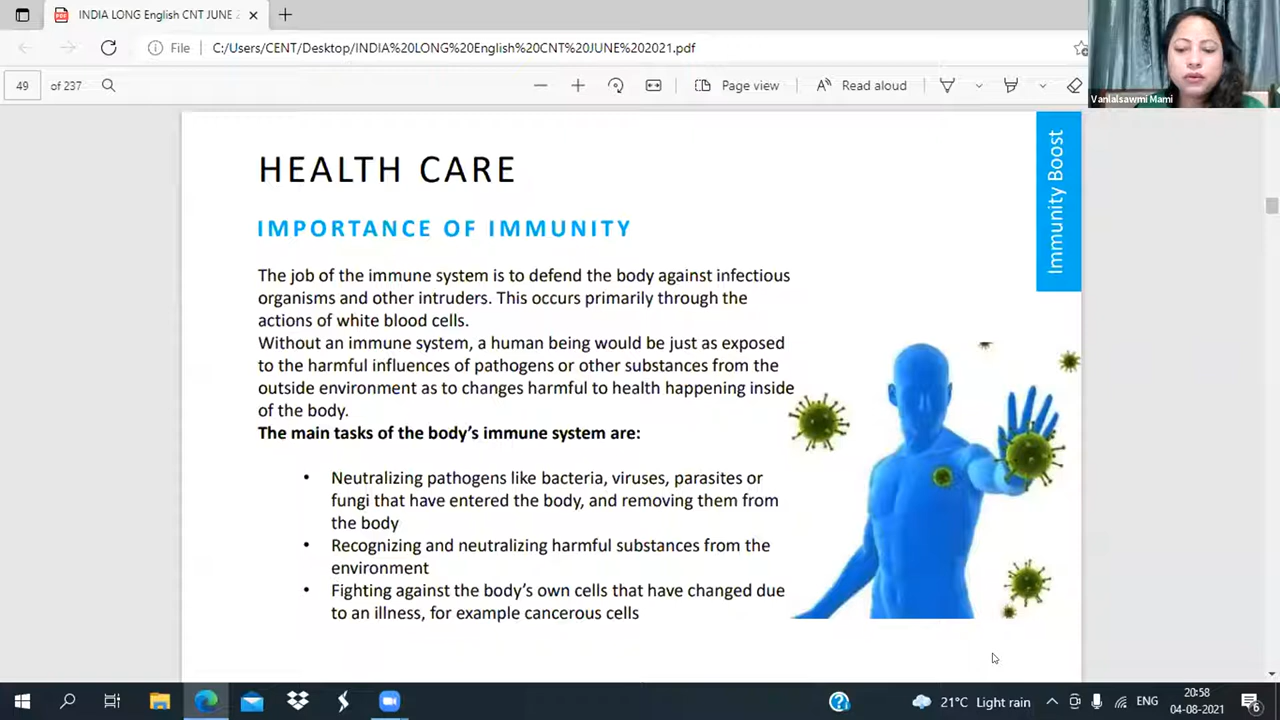 INDIA LONG English CNT JUNE 2
File
C:/Users/CENT/Desktop/INDIA%20LONG%20English%20CNT%20JUNE%202021.pdf
49
of 237
Page view
Read aloud
Vanlalsawmi Mami
Immunity Boost
HEALTH CARE
IMPORTANCE OF IMMUNITY
The job of the immune system is to defend the body against infectious
organisms and other intruders. This occurs primarily through the
actions of white blood cells.
Without an immune system, a human being would be just as exposed
to the harmful influences of pathogens or other substances from the
outside environment as to changes harmful to health happening inside
of the body.
The main tasks of the body's immune system are:
• Neutralizing pathogens like bacteria, viruses, parasites or
fungi that have entered the body, and removing them from
the body
• Recognizing and neutralizing harmful substances from the
environment
• Fighting against the body's own cells that have changed due
to an illness, for example cancerous cells
21°C Light rain
ENG
20:58
04-08-2021
6